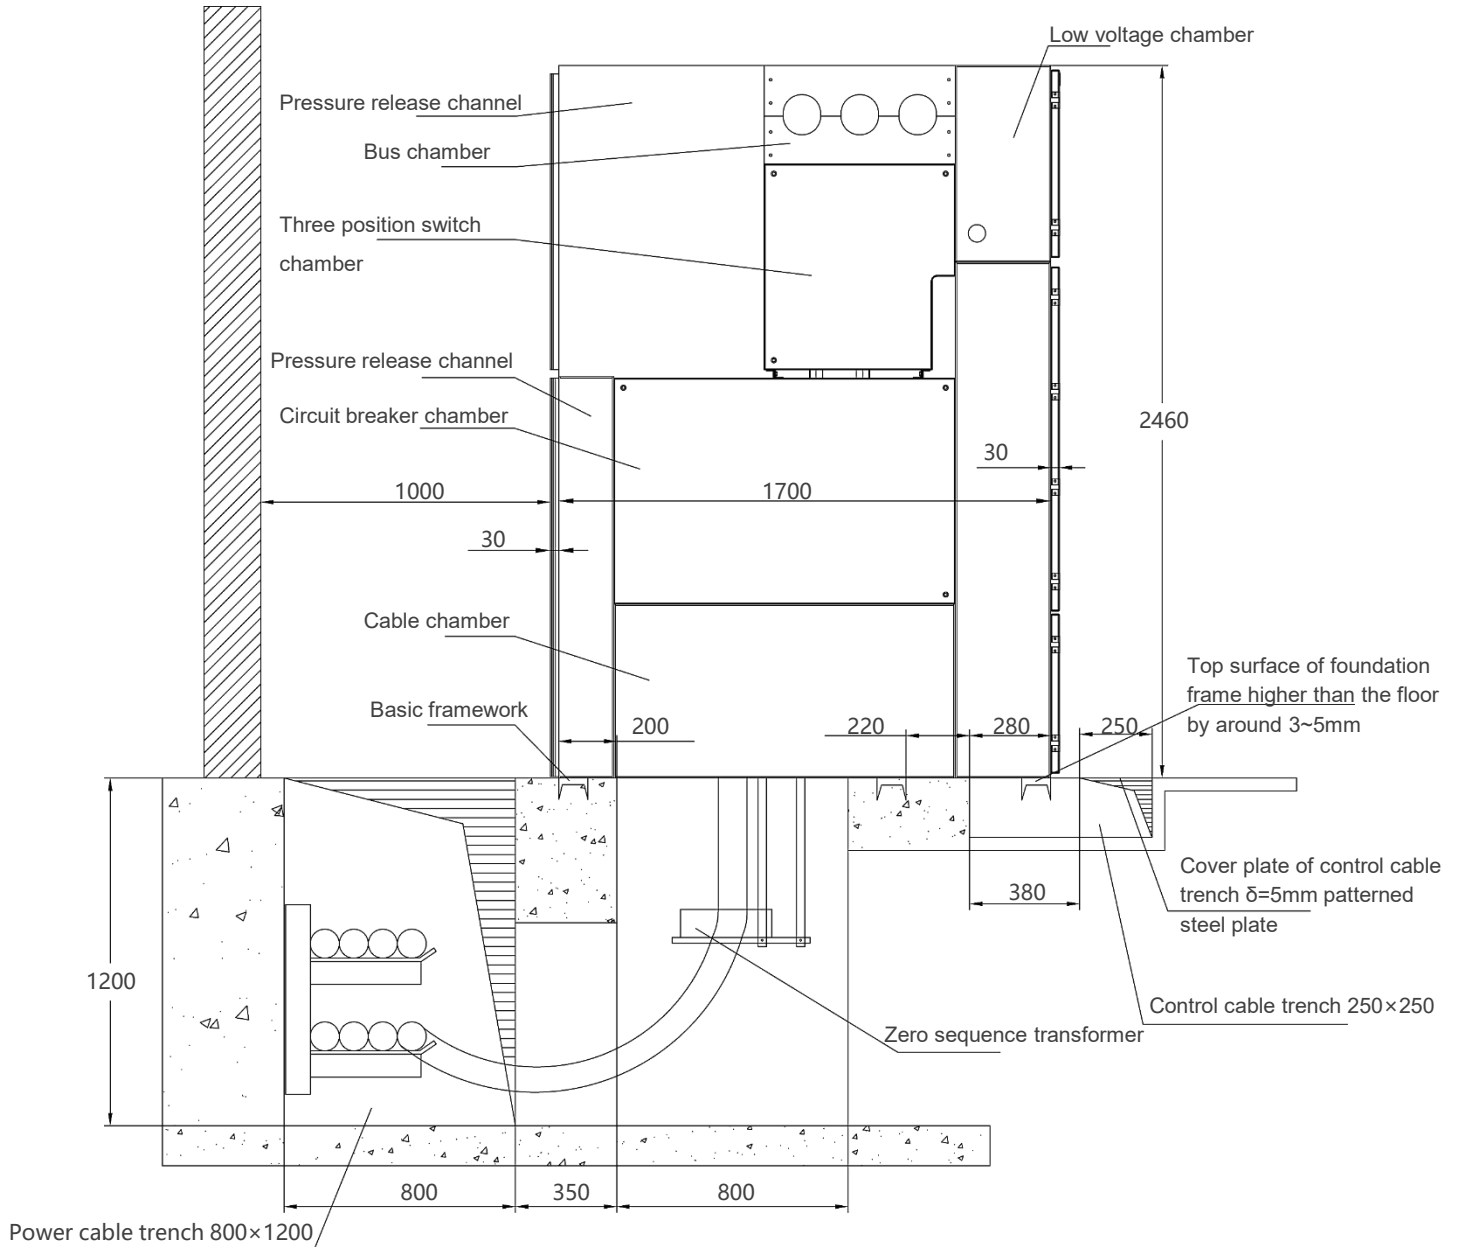 Low voltage chamber
Pressure release channel
Bus chamber
Three position switch
chamber
Pressure release channel
Circuit breaker chamber
2460
30
1000
1700
30
Cable chamber
Top surface of foundation
frame higher than the floor
by around 3~5mm
Basic framework
200
220
280
250
Cover plate of control cable
trench δ=5mm patterned
steel plate
380
1200
Control cable trench 250×250
Zero sequence transformer
800
350
800
Power cable trench 800×1200